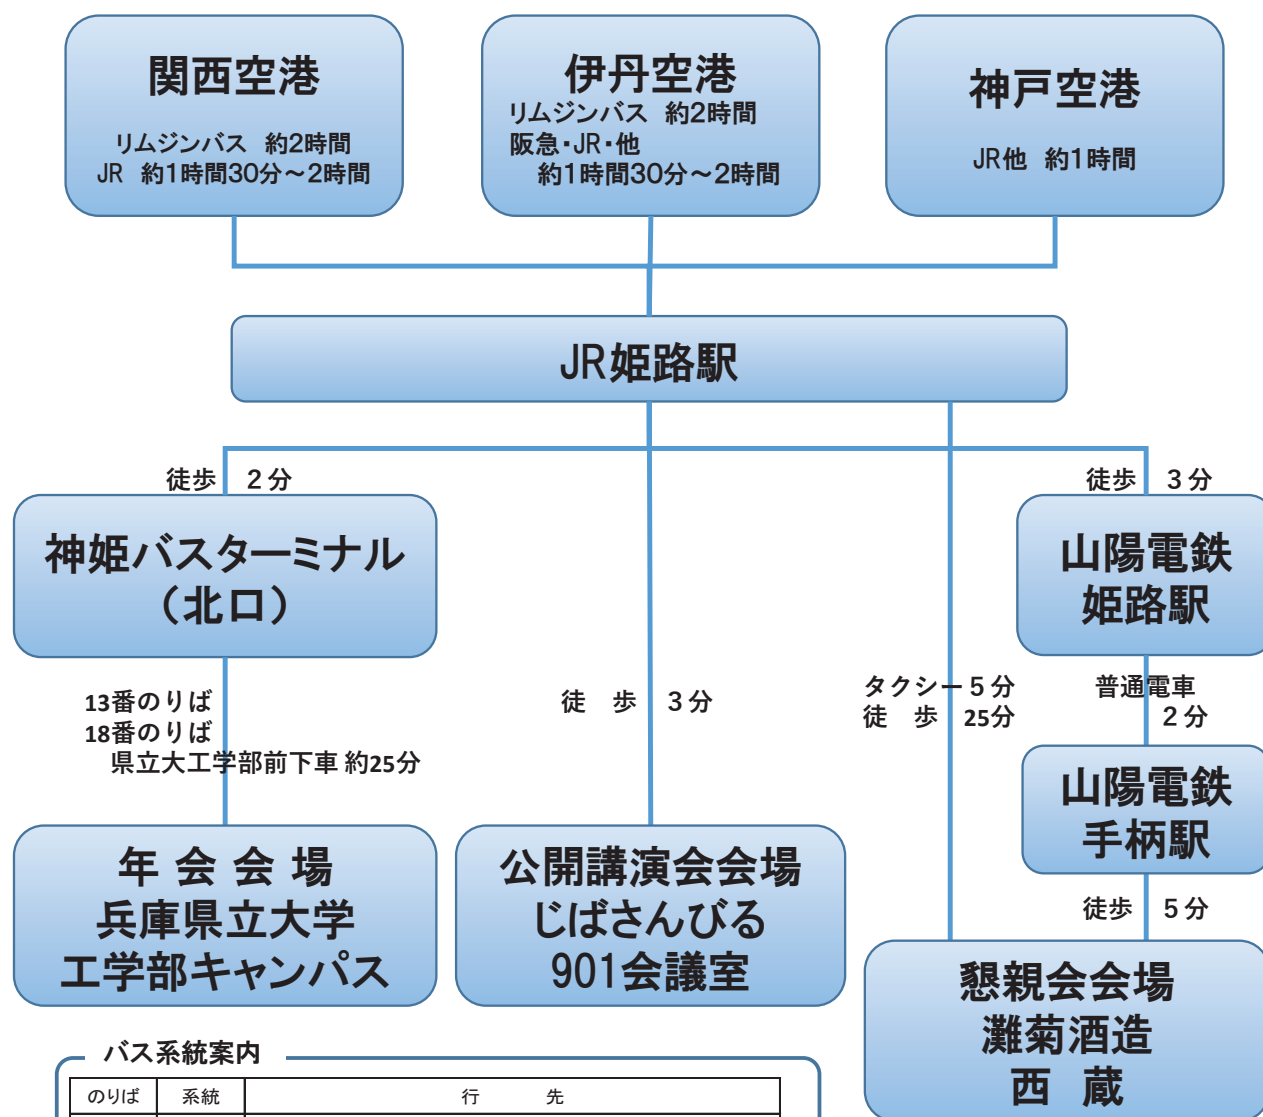 関西空港
リムジンバス 約2時間
JR 約1時間30分～2時間
伊丹空港
リムジンバス 約2時間
阪急・JR・他
約1時間30分～2時間
神戸空港
JR他 約1時間
JR姫路駅
徒歩 2分
神姫バスターミナル
（北口）
13番のりば
18番のりば
県立大工学部前下車 約25分
年会会場
兵庫県立大学
工学部キャンパス
徒歩 3分
公開講演会会場
じばさんびる
901会議室
タクシー5分
徒歩 25分
徒歩 3分
山陽電鉄
姫路駅
普通電車
2分
山陽電鉄
手柄駅
徒歩 5分
懇親会会場
灘菊酒造
西蔵
バス系統案内
のりば 系統 行先